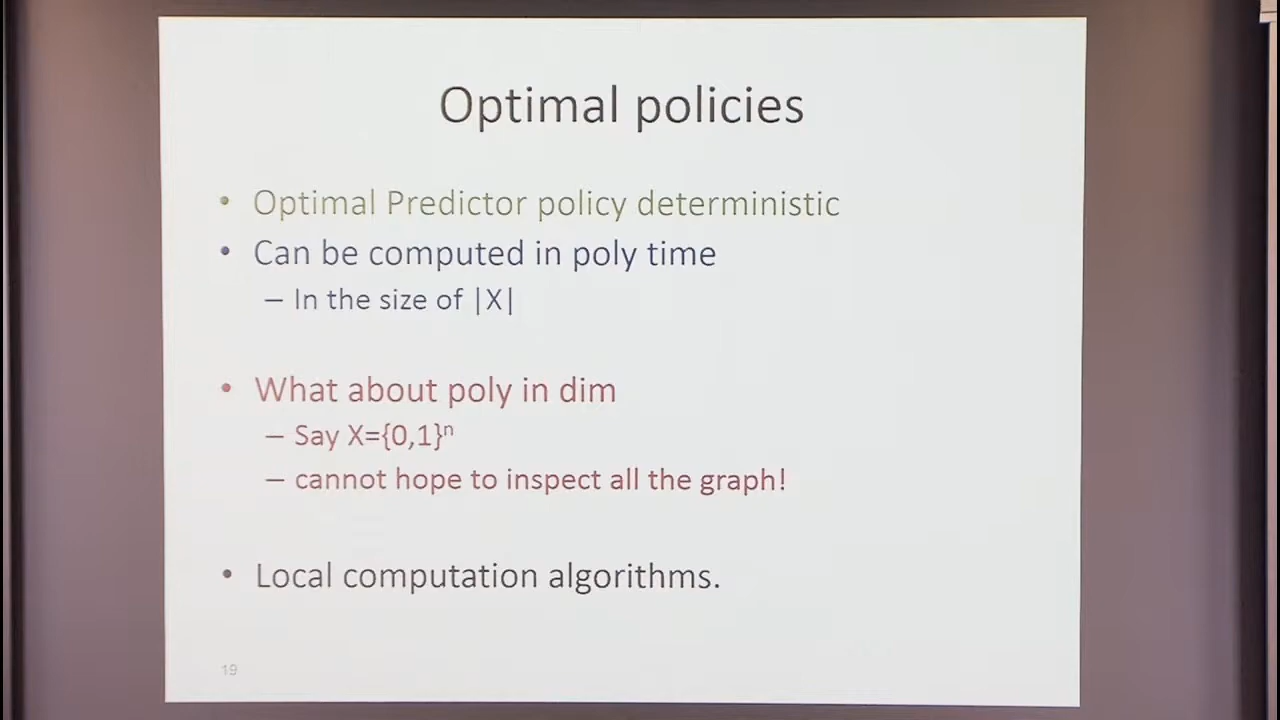 Optimal policies
• Optimal Predictor policy deterministic
• Can be computed in poly time
– In the size of |X|
• What about poly in dim
– Say X={0,1}ⁿ
– cannot hope to inspect all the graph!
• Local computation algorithms.
19